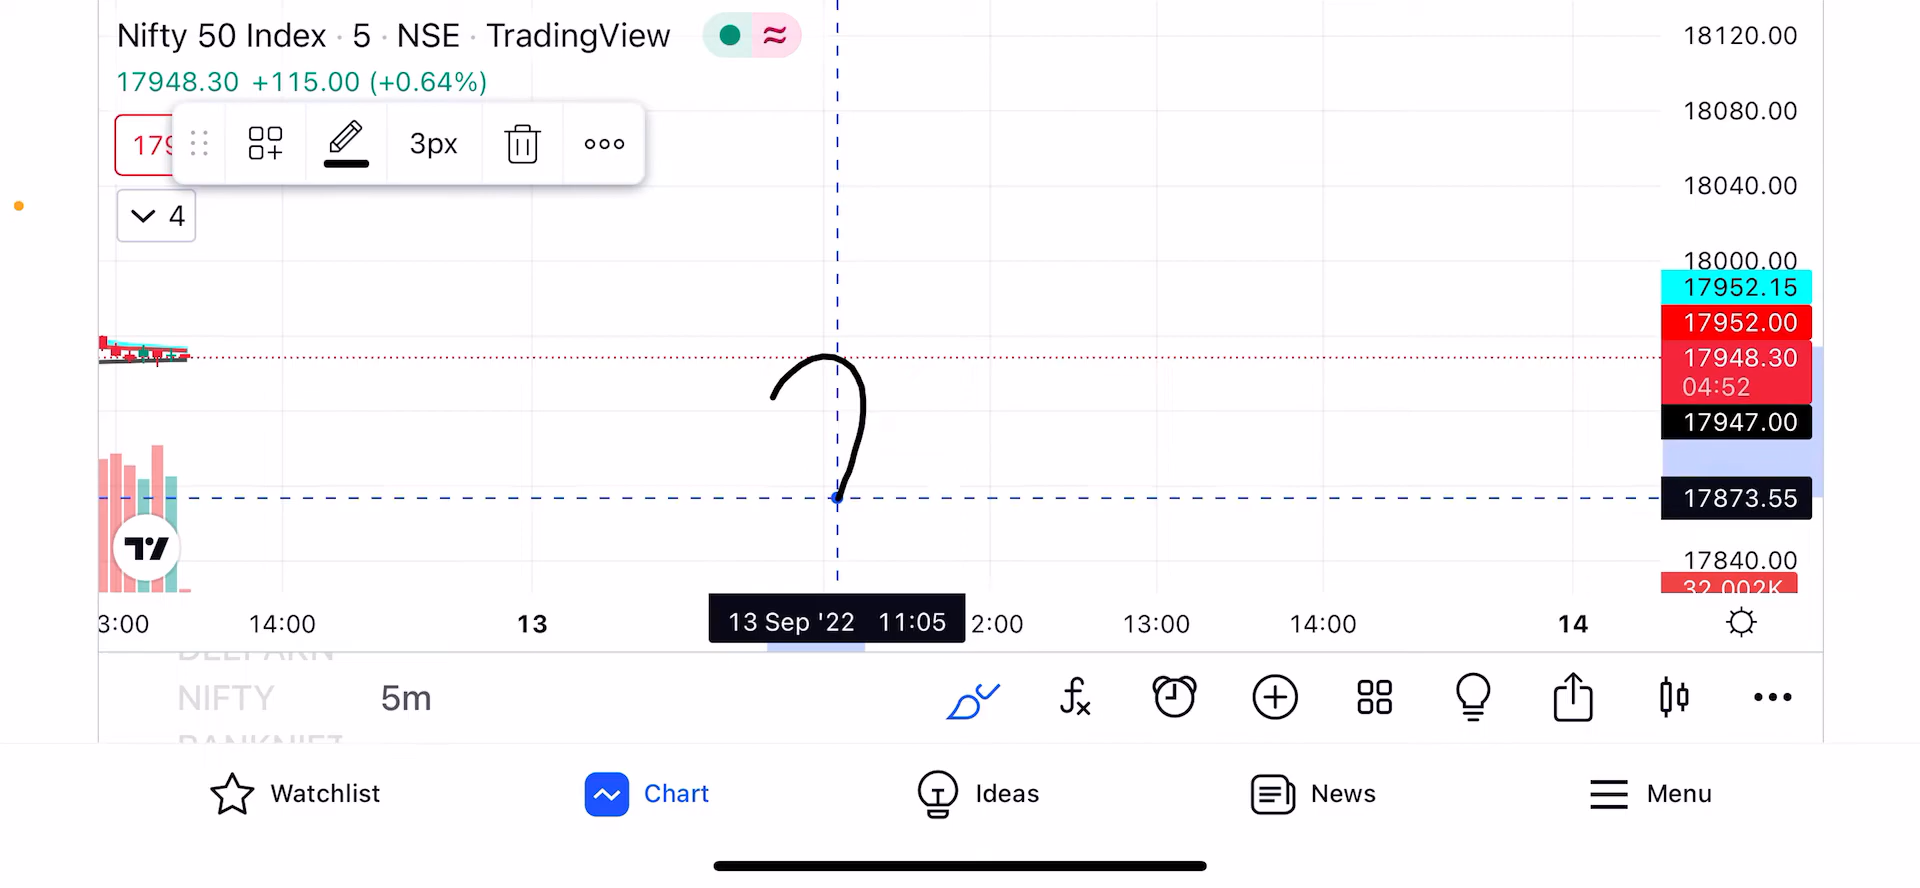 Nifty 50 Index · 5 · NSE · TradingView
17948.30 +115.00 (+0.64%)
179
3px
4
18120.00
18080.00
18040.00
18000.00
17952.15
17952.00
17948.30
04:52
17947.00
17873.55
17840.00
32.002K
3:00 14:00 13 13 Sep '22 11:05 2:00 13:00 14:00 14
NIFTY 5m
Watchlist Chart Ideas News Menu